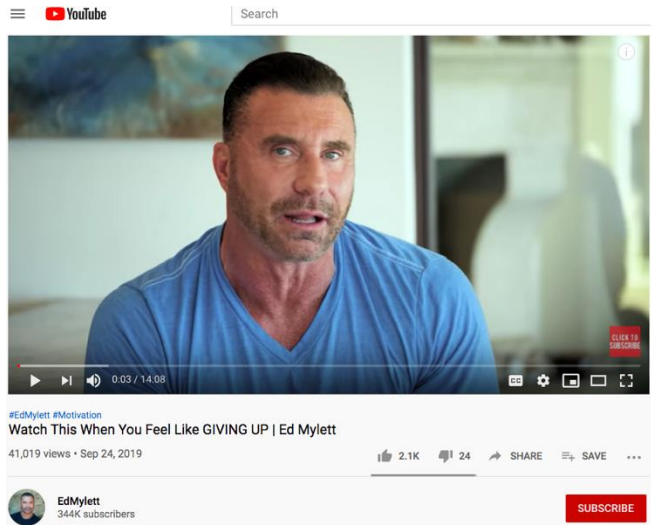 YouTube
Search
CLICK TO
SUBSCRIBE
0:03 / 14:08
CC
#EdMylett #Motivation
Watch This When You Feel Like GIVING UP | Ed Mylett
41,019 views • Sep 24, 2019
2.1K 24 SHARE SAVE
EdMylett
344K subscribers
SUBSCRIBE